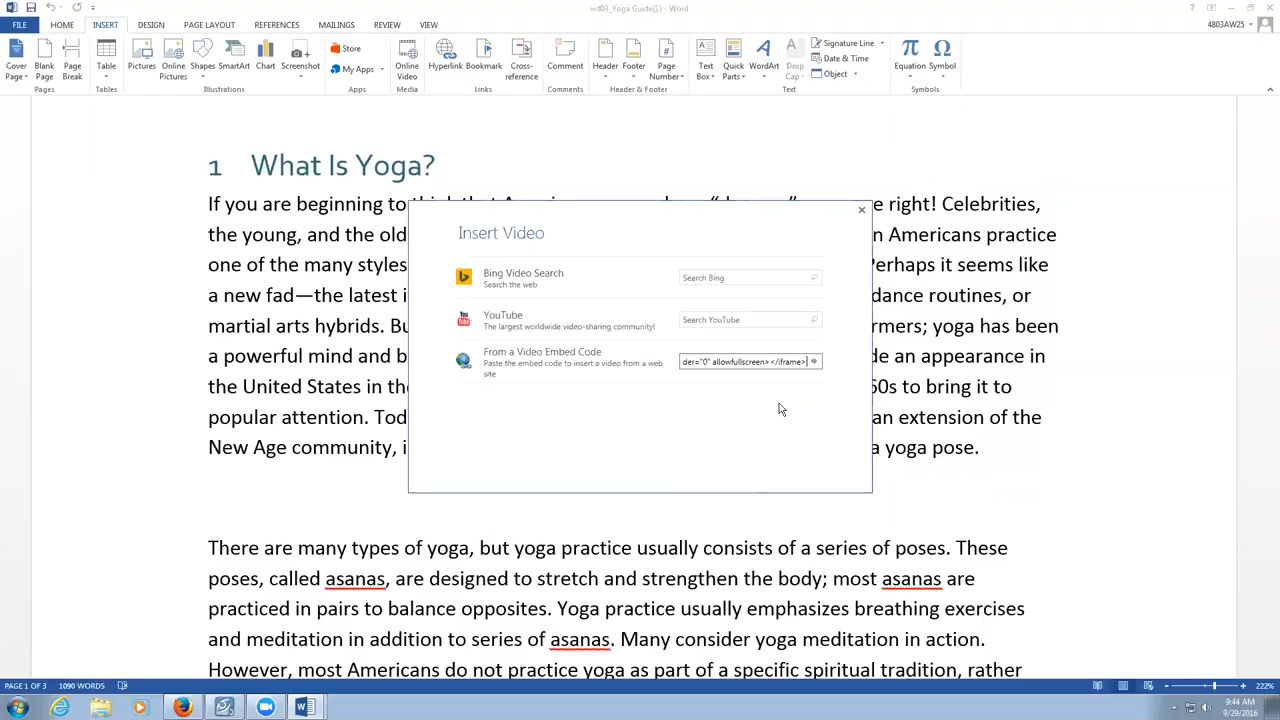 wd03_Yoga Guide(1) - Word
FILE HOME INSERT DESIGN PAGE LAYOUT REFERENCES MAILINGS REVIEW VIEW 4803AW25
Cover Page Blank Page Page Break Table Pictures Online Pictures Shapes SmartArt Chart Screenshot Store My Apps Online Video Hyperlink Bookmark Cross-reference Comment Header Footer Page Number Text Box Quick Parts WordArt Drop Cap Signature Line Date & Time Object Equation Symbol
Pages Tables Illustrations Apps Media Links Comments Header & Footer Text Symbols
1 What Is Yoga?
If you are beginning to think that Americans e right! Celebrities,
the young, and the old n Americans practice
one of the many styles Perhaps it seems like
a new fad—the latest i dance routines, or
martial arts hybrids. Bu rmers; yoga has been
a powerful mind and b de an appearance in
the United States in the 60s to bring it to
popular attention. Tod an extension of the
New Age community, i a yoga pose.
Insert Video
Bing Video Search
Search the web
Search Bing
YouTube
The largest worldwide video-sharing community!
Search YouTube
From a Video Embed Code
Paste the embed code to insert a video from a web
site
der="0" allowfullscreen></iframe>
There are many types of yoga, but yoga practice usually consists of a series of poses. These
poses, called asanas, are designed to stretch and strengthen the body; most asanas are
practiced in pairs to balance opposites. Yoga practice usually emphasizes breathing exercises
and meditation in addition to series of asanas. Many consider yoga meditation in action.
However, most Americans do not practice yoga as part of a specific spiritual tradition, rather
PAGE 1 OF 3 1090 WORDS 222%
9:44 AM
9/29/2016